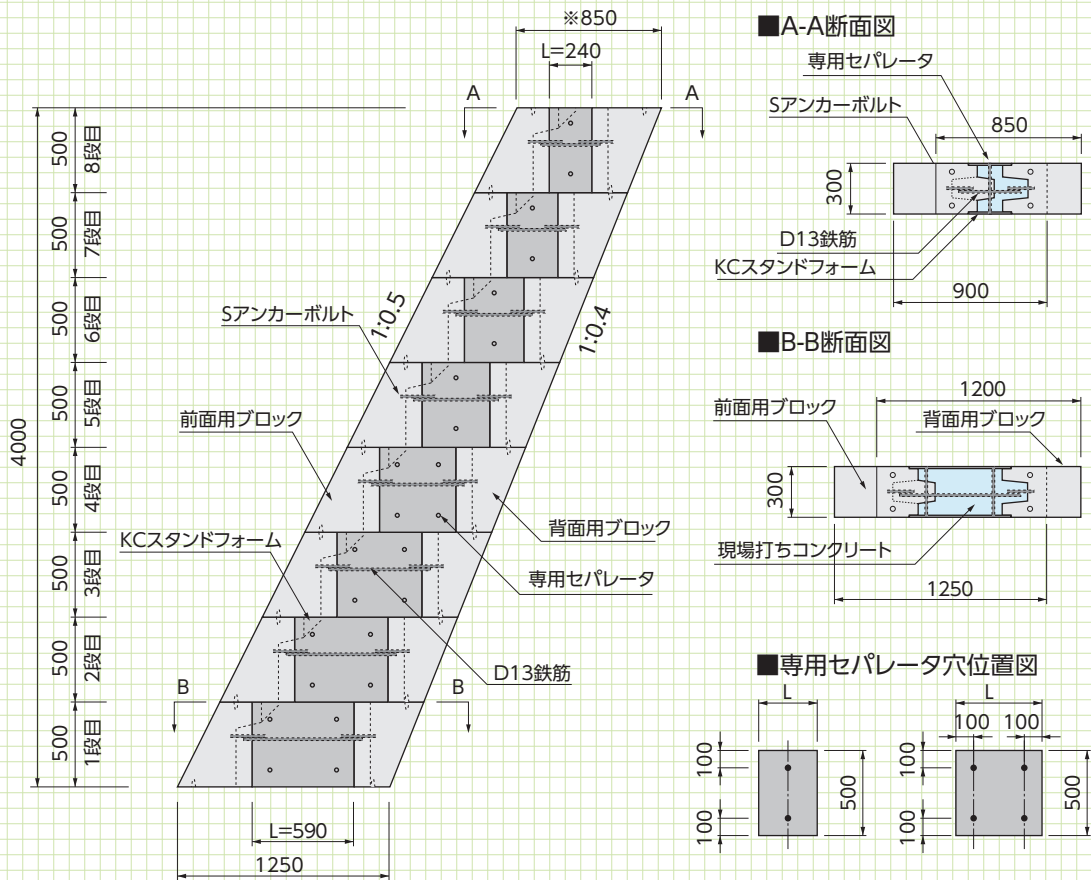 ※850
L=240
A
A
4000
500
8段目
500
7段目
500
6段目
500
5段目
500
4段目
500
3段目
500
2段目
500
1段目
1:0.5
1:0.4
Sアンカーボルト
前面用ブロック
KCスタンドフォーム
背面用ブロック
専用セパレータ
D13鉄筋
B
B
L=590
1250
■A-A断面図
専用セパレータ
Sアンカーボルト
850
300
D13鉄筋
KCスタンドフォーム
900
■B-B断面図
1200
前面用ブロック
背面用ブロック
300
現場打ちコンクリート
1250
■専用セパレータ穴位置図
L
100
100
500
L
100
100
100
100
500